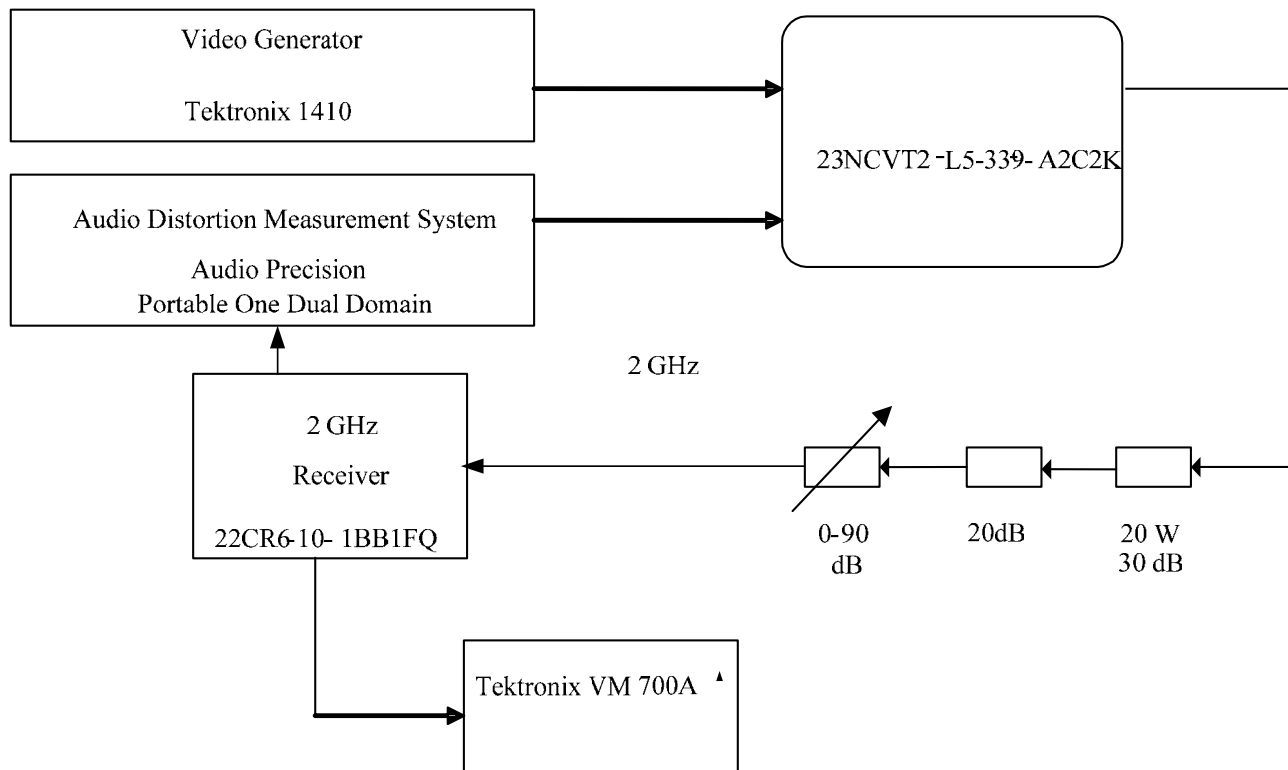 Video Generator
Tektronix 1410
23NCVT2 -L5-339- A2C2K
Audio Distortion Measurement System
Audio Precision
Portable One Dual Domain
2 GHz
2 GHz
Receiver
22CR6-10- 1BB1FQ
0-90
dB
20dB
20 W
30 dB
Tektronix VM 700A